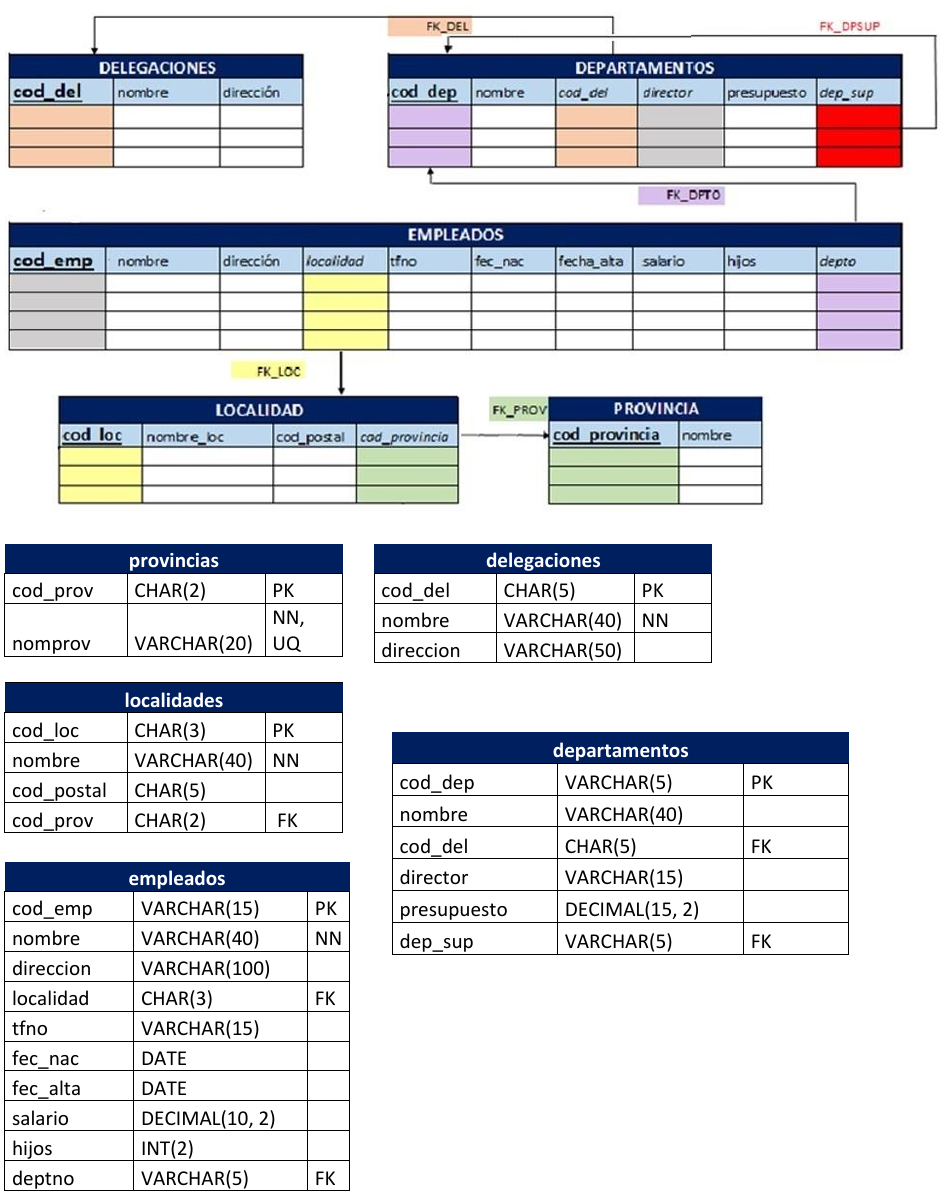 FK_DEL
FK_DPSUP
DELEGACIONES
cod_del nombre dirección
DEPARTAMENTOS
cod_dep nombre cod_del director presupuesto dep_sup
FK_DPTO
EMPLEADOS
cod_emp nombre dirección localidad tfno fec_nac fecha_alta salario hijos depto
FK_LOC
LOCALIDAD
cod_loc nombre_loc cod_postal cod_provincia
FK_PROV
PROVINCIA
cod_provincia nombre
provincias
cod_prov CHAR(2) PK
NN,
nomprov VARCHAR(20) UQ
delegaciones
cod_del CHAR(5) PK
nombre VARCHAR(40) NN
direccion VARCHAR(50)
localidades
cod_loc CHAR(3) PK
nombre VARCHAR(40) NN
cod_postal CHAR(5)
cod_prov CHAR(2) FK
departamentos
cod_dep VARCHAR(5) PK
nombre VARCHAR(40)
cod_del CHAR(5) FK
director VARCHAR(15)
presupuesto DECIMAL(15, 2)
dep_sup VARCHAR(5) FK
empleados
cod_emp VARCHAR(15) PK
nombre VARCHAR(40) NN
direccion VARCHAR(100)
localidad CHAR(3) FK
tfno VARCHAR(15)
fec_nac DATE
fec_alta DATE
salario DECIMAL(10, 2)
hijos INT(2)
deptno VARCHAR(5) FK